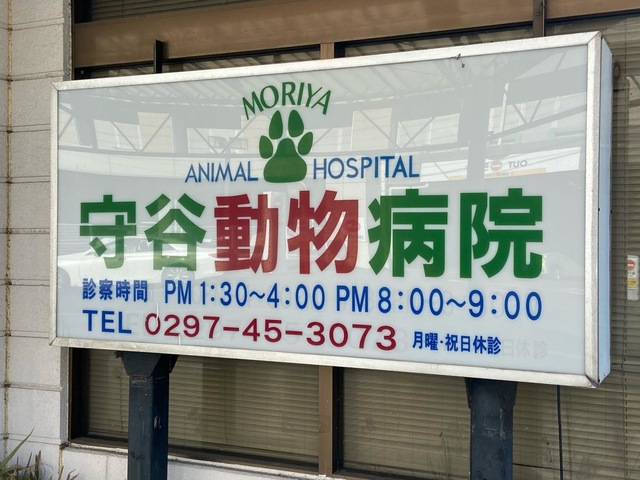 MORIYA
ANIMAL HOSPITAL
守谷動物病院
診察時間 PM 1:30~4:00 PM 8:00~9:00
TEL 0297-45-3073 月曜・祝日休診
OUT